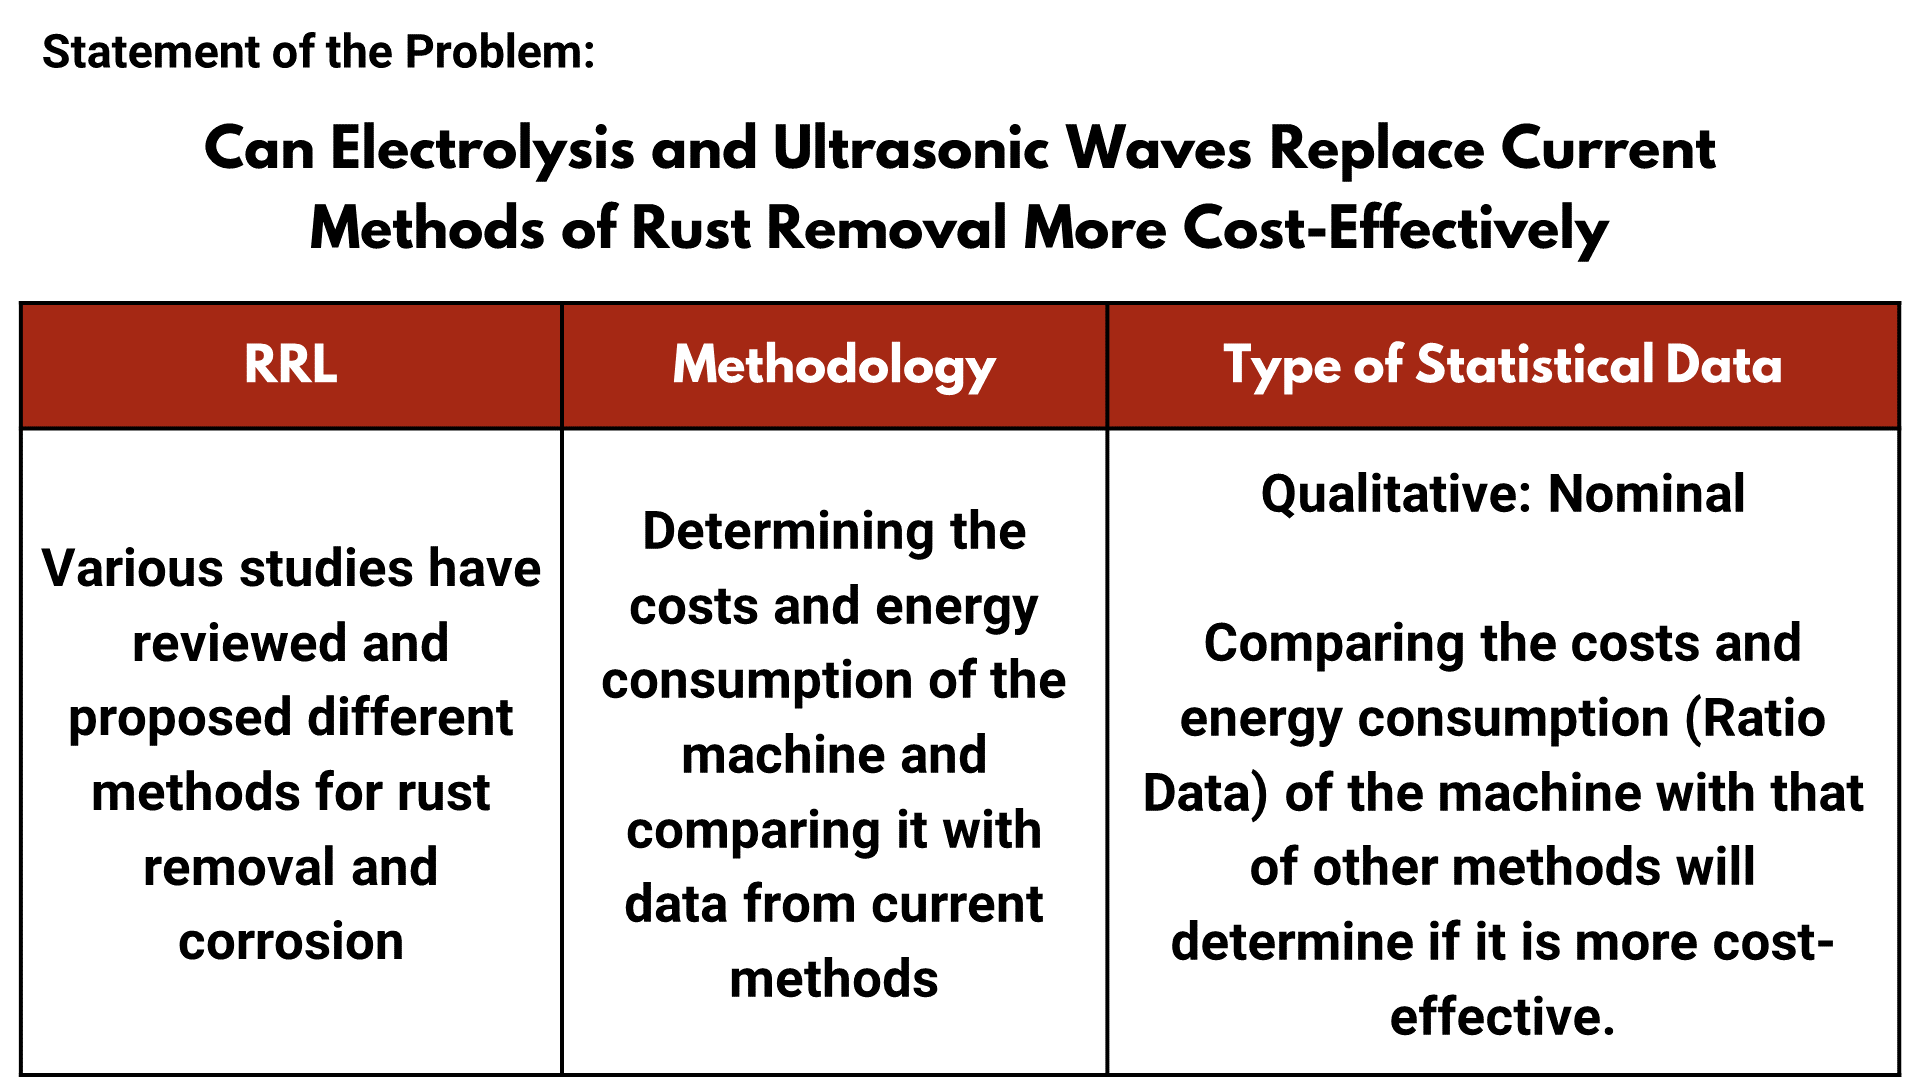 Statement of the Problem:
Can Electrolysis and Ultrasonic Waves Replace Current
Methods of Rust Removal More Cost-Effectively
RRL
Methodology
Type of Statistical Data
Various studies have
reviewed and
proposed different
methods for rust
removal and
corrosion
Determining the
costs and energy
consumption of the
machine and
comparing it with
data from current
methods
Qualitative: Nominal
Comparing the costs and
energy consumption (Ratio
Data) of the machine with that
of other methods will
determine if it is more cost-
effective.